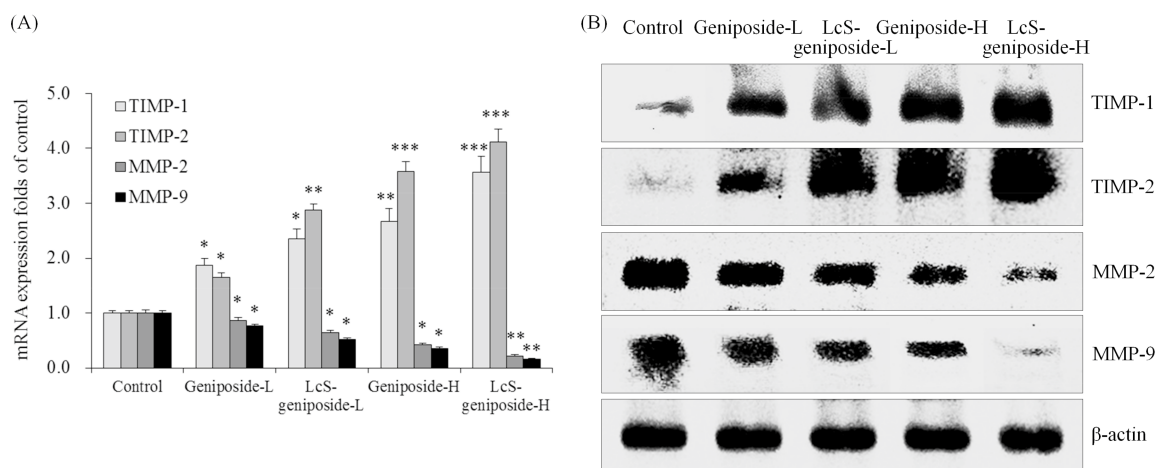 (A)
mRNA expression folds of control
5.0
4.0
3.0
2.0
1.0
0.0
TIMP-1
TIMP-2
MMP-2
MMP-9
* * * *
* ** * *
** *** * *
*** *** ** **
Control
Geniposide-L
LcS-
geniposide-L
Geniposide-H
LcS-
geniposide-H
(B)
Control
Geniposide-L
LcS-
geniposide-L
Geniposide-H
LcS-
geniposide-H
TIMP-1
TIMP-2
MMP-2
MMP-9
β-actin